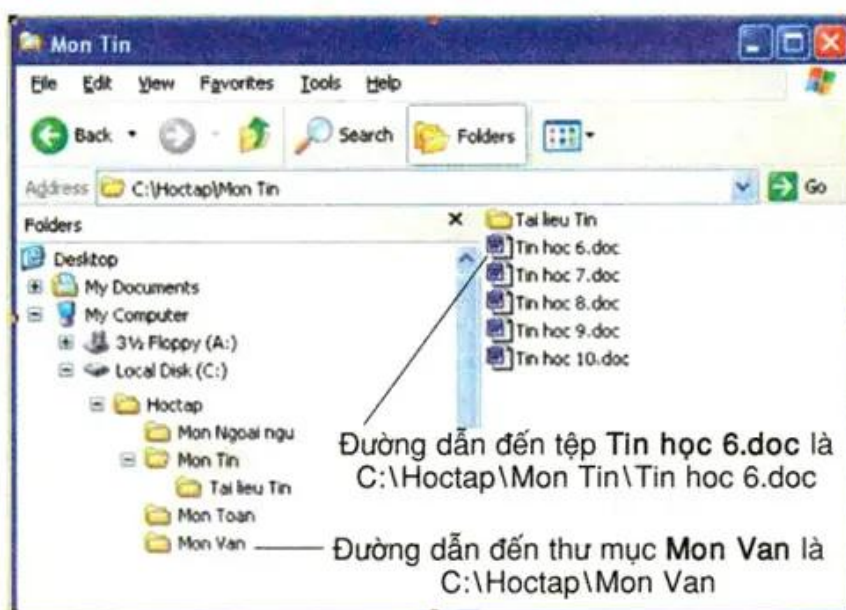 Mon Tin
File Edit View Favorites Tools Help
Back Search Folders
Address C:\Hoctap\Mon Tin Go
Folders
Desktop
My Documents
My Computer
3½ Floppy (A:)
Local Disk (C:)
Hoctap
Mon Ngoai ngu
Mon Tin
Tai lieu Tin
Mon Toan
Mon Van
Tai lieu Tin
Tin hoc 6.doc
Tin hoc 7.doc
Tin hoc 8.doc
Tin hoc 9.doc
Tin hoc 10.doc
Đường dẫn đến tệp Tin học 6.doc là
C:\Hoctap\Mon Tin\Tin hoc 6.doc
Đường dẫn đến thư mục Mon Van là
C:\Hoctap\Mon Van